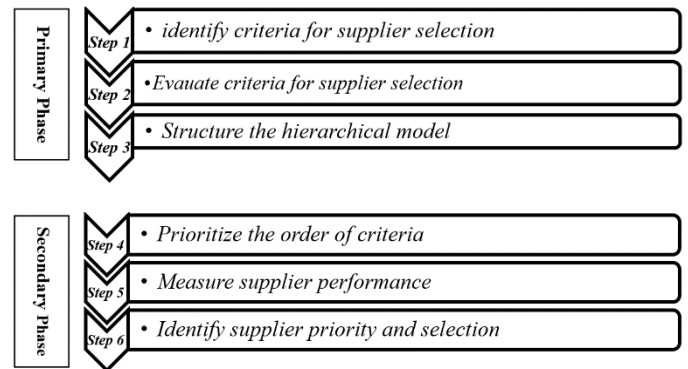 Primary Phase
Step 1
• identify criteria for supplier selection
Step 2
•Evauate criteria for supplier selection
Step 3
• Structure the hierarchical model
Secondary Phase
Step 4
• Prioritize the order of criteria
Step 5
• Measure supplier performance
Step 6
• Identify supplier priority and selection